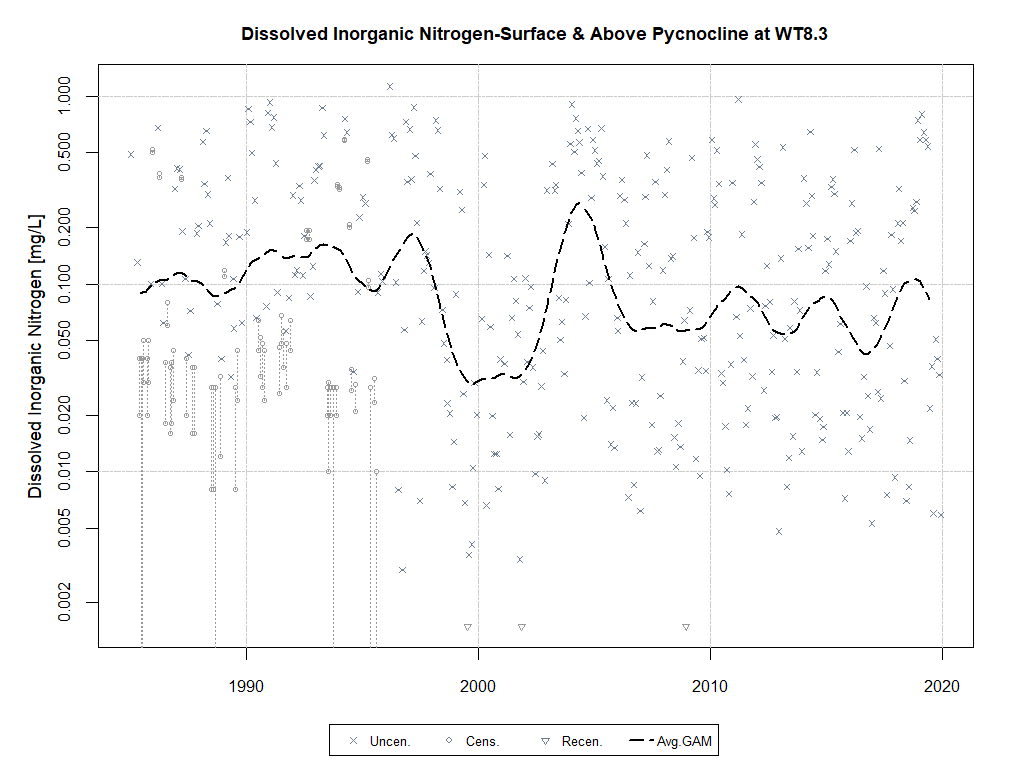 Dissolved Inorganic Nitrogen-Surface & Above Pycnocline at WT8.3
Dissolved Inorganic Nitrogen [mg/L]
1.000
0.500
0.200
0.100
0.050
0.020
0.010
0.005
0.002
1990 2000 2010 2020
Uncen. Cens. Recen. Avg.GAM